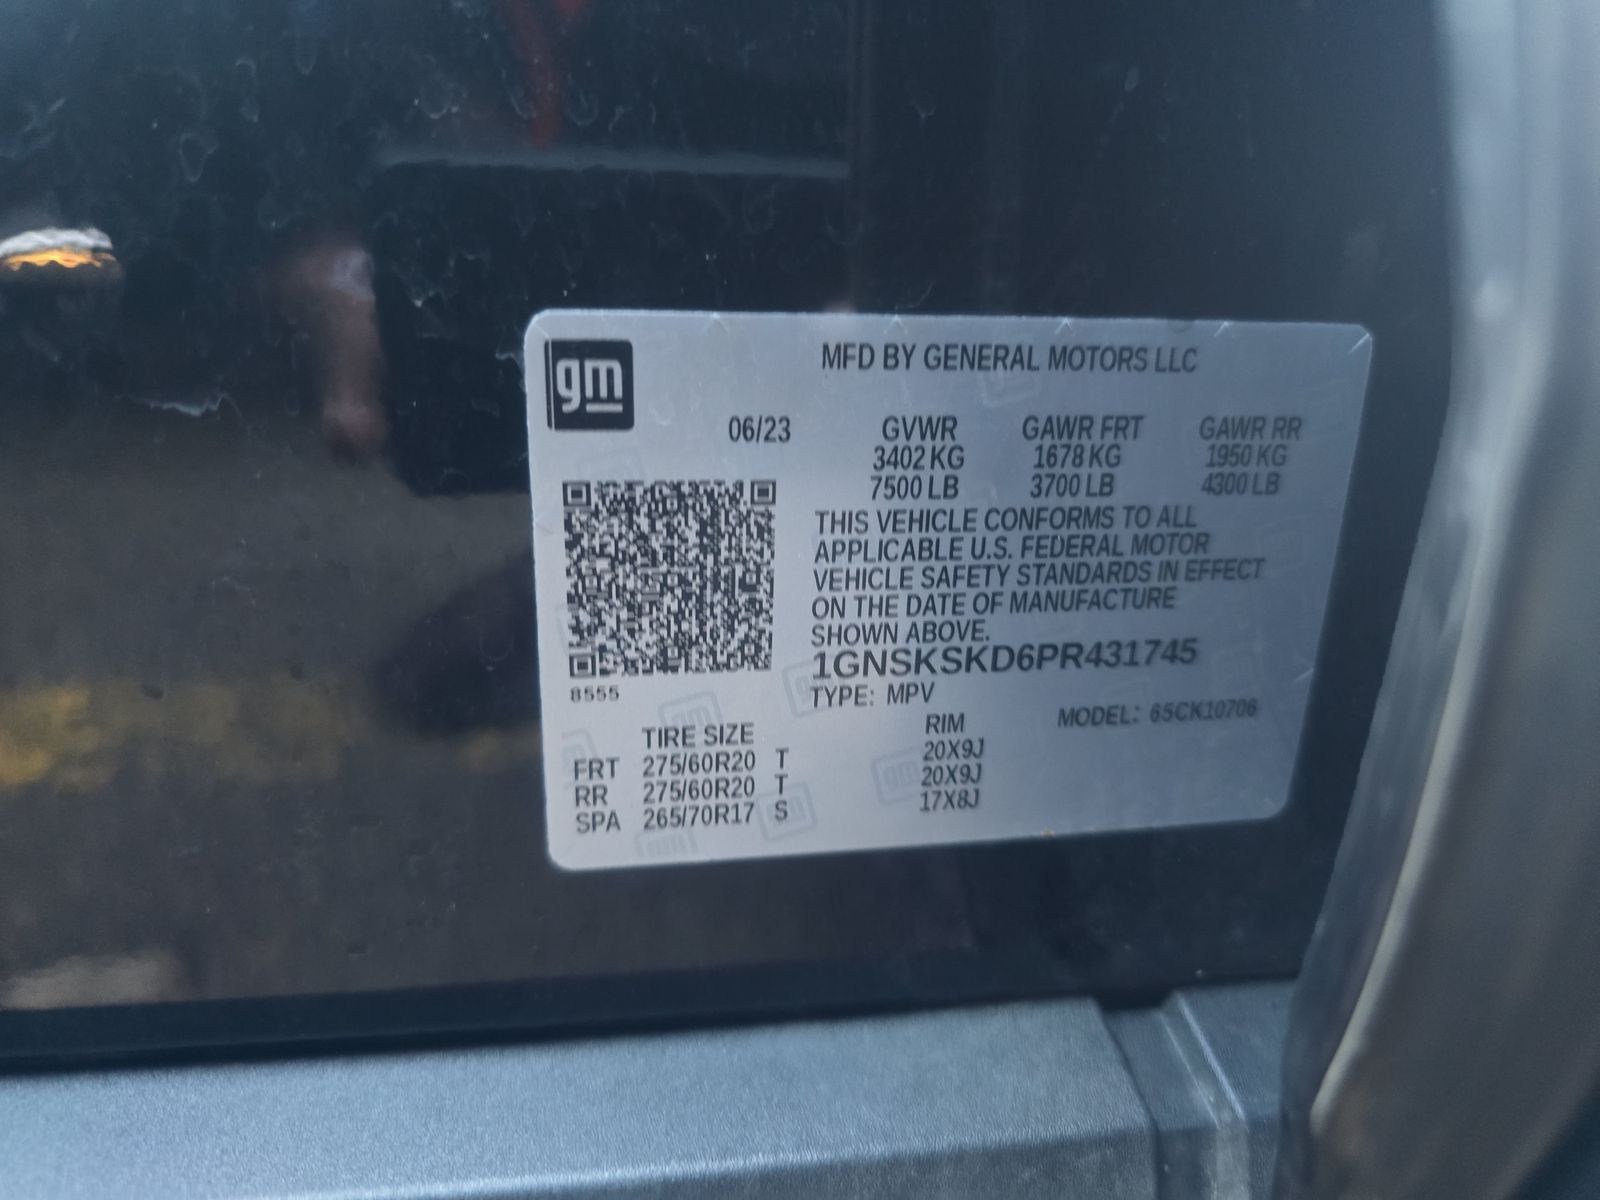 gm
MFD BY GENERAL MOTORS LLC
06/23 GVWR GAWR FRT GAWR RR
3402 KG 1678 KG 1950 KG
7500 LB 3700 LB 4300 LB
THIS VEHICLE CONFORMS TO ALL
APPLICABLE U.S. FEDERAL MOTOR
VEHICLE SAFETY STANDARDS IN EFFECT
ON THE DATE OF MANUFACTURE
SHOWN ABOVE.
1GNSKSKD6PR431745
8555
TYPE: MPV
MODEL: 65CK10706
TIRE SIZE RIM
FRT 275/60R20 T 20X9J
RR 275/60R20 T 20X9J
SPA 265/70R17 S 17X8J